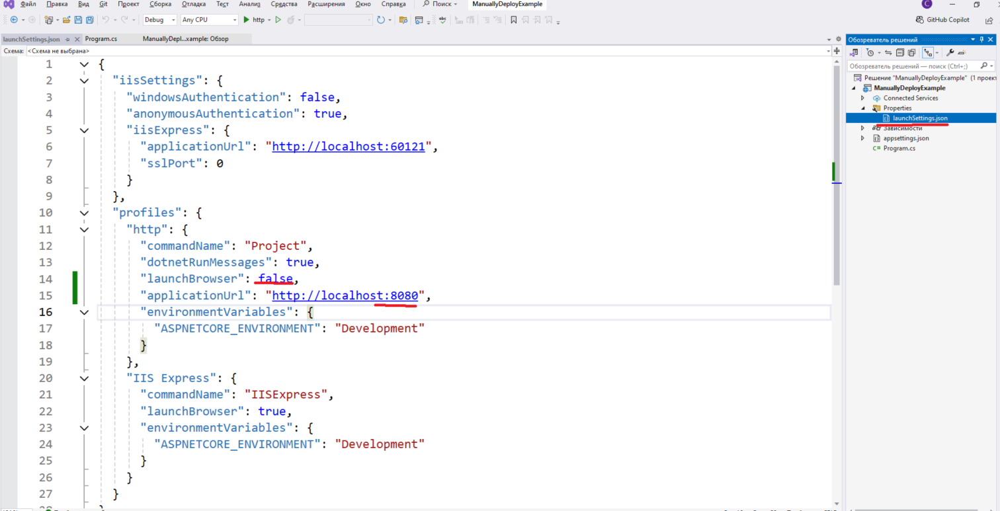 Файл Правка Вид Git Проект Сборка Отладка Тест Анализ Средства Расширения Окно Справка Поиск ManuallyDeployExample C
Debug Any CPU http GitHub Copilot
launchSettings.json Program.cs ManuallyDepl...xample: Обзор
Схема: <Схема не выбрана>
1 {
2 "iisSettings": {
3 "windowsAuthentication": false,
4 "anonymousAuthentication": true,
5 "iisExpress": {
6 "applicationUrl": "http://localhost:60121",
7 "sslPort": 0
8 }
9 },
10 "profiles": {
11 "http": {
12 "commandName": "Project",
13 "dotnetRunMessages": true,
14 "launchBrowser": false,
15 "applicationUrl": "http://localhost:8080",
16 "environmentVariables": {
17 "ASPNETCORE_ENVIRONMENT": "Development"
18 }
19 },
20 "IIS Express": {
21 "commandName": "IISExpress",
22 "launchBrowser": true,
23 "environmentVariables": {
24 "ASPNETCORE_ENVIRONMENT": "Development"
25 }
26 }
27 }
Обозреватель решений
Обозреватель решений — поиск (Ctrl+;)
Решение "ManuallyDeployExample" (1 проект
ManuallyDeployExample
Connected Services
Properties
launchSettings.json
Зависимости
appsettings.json
C# Program.cs